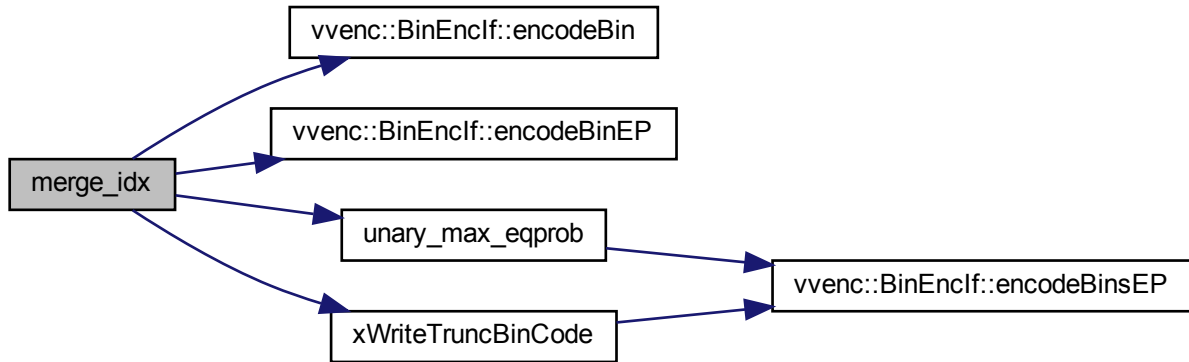 vvenc::BinEncIf::encodeBin
vvenc::BinEncIf::encodeBinEP
merge_idx
unary_max_eqprob
vvenc::BinEncIf::encodeBinsEP
xWriteTruncBinCode